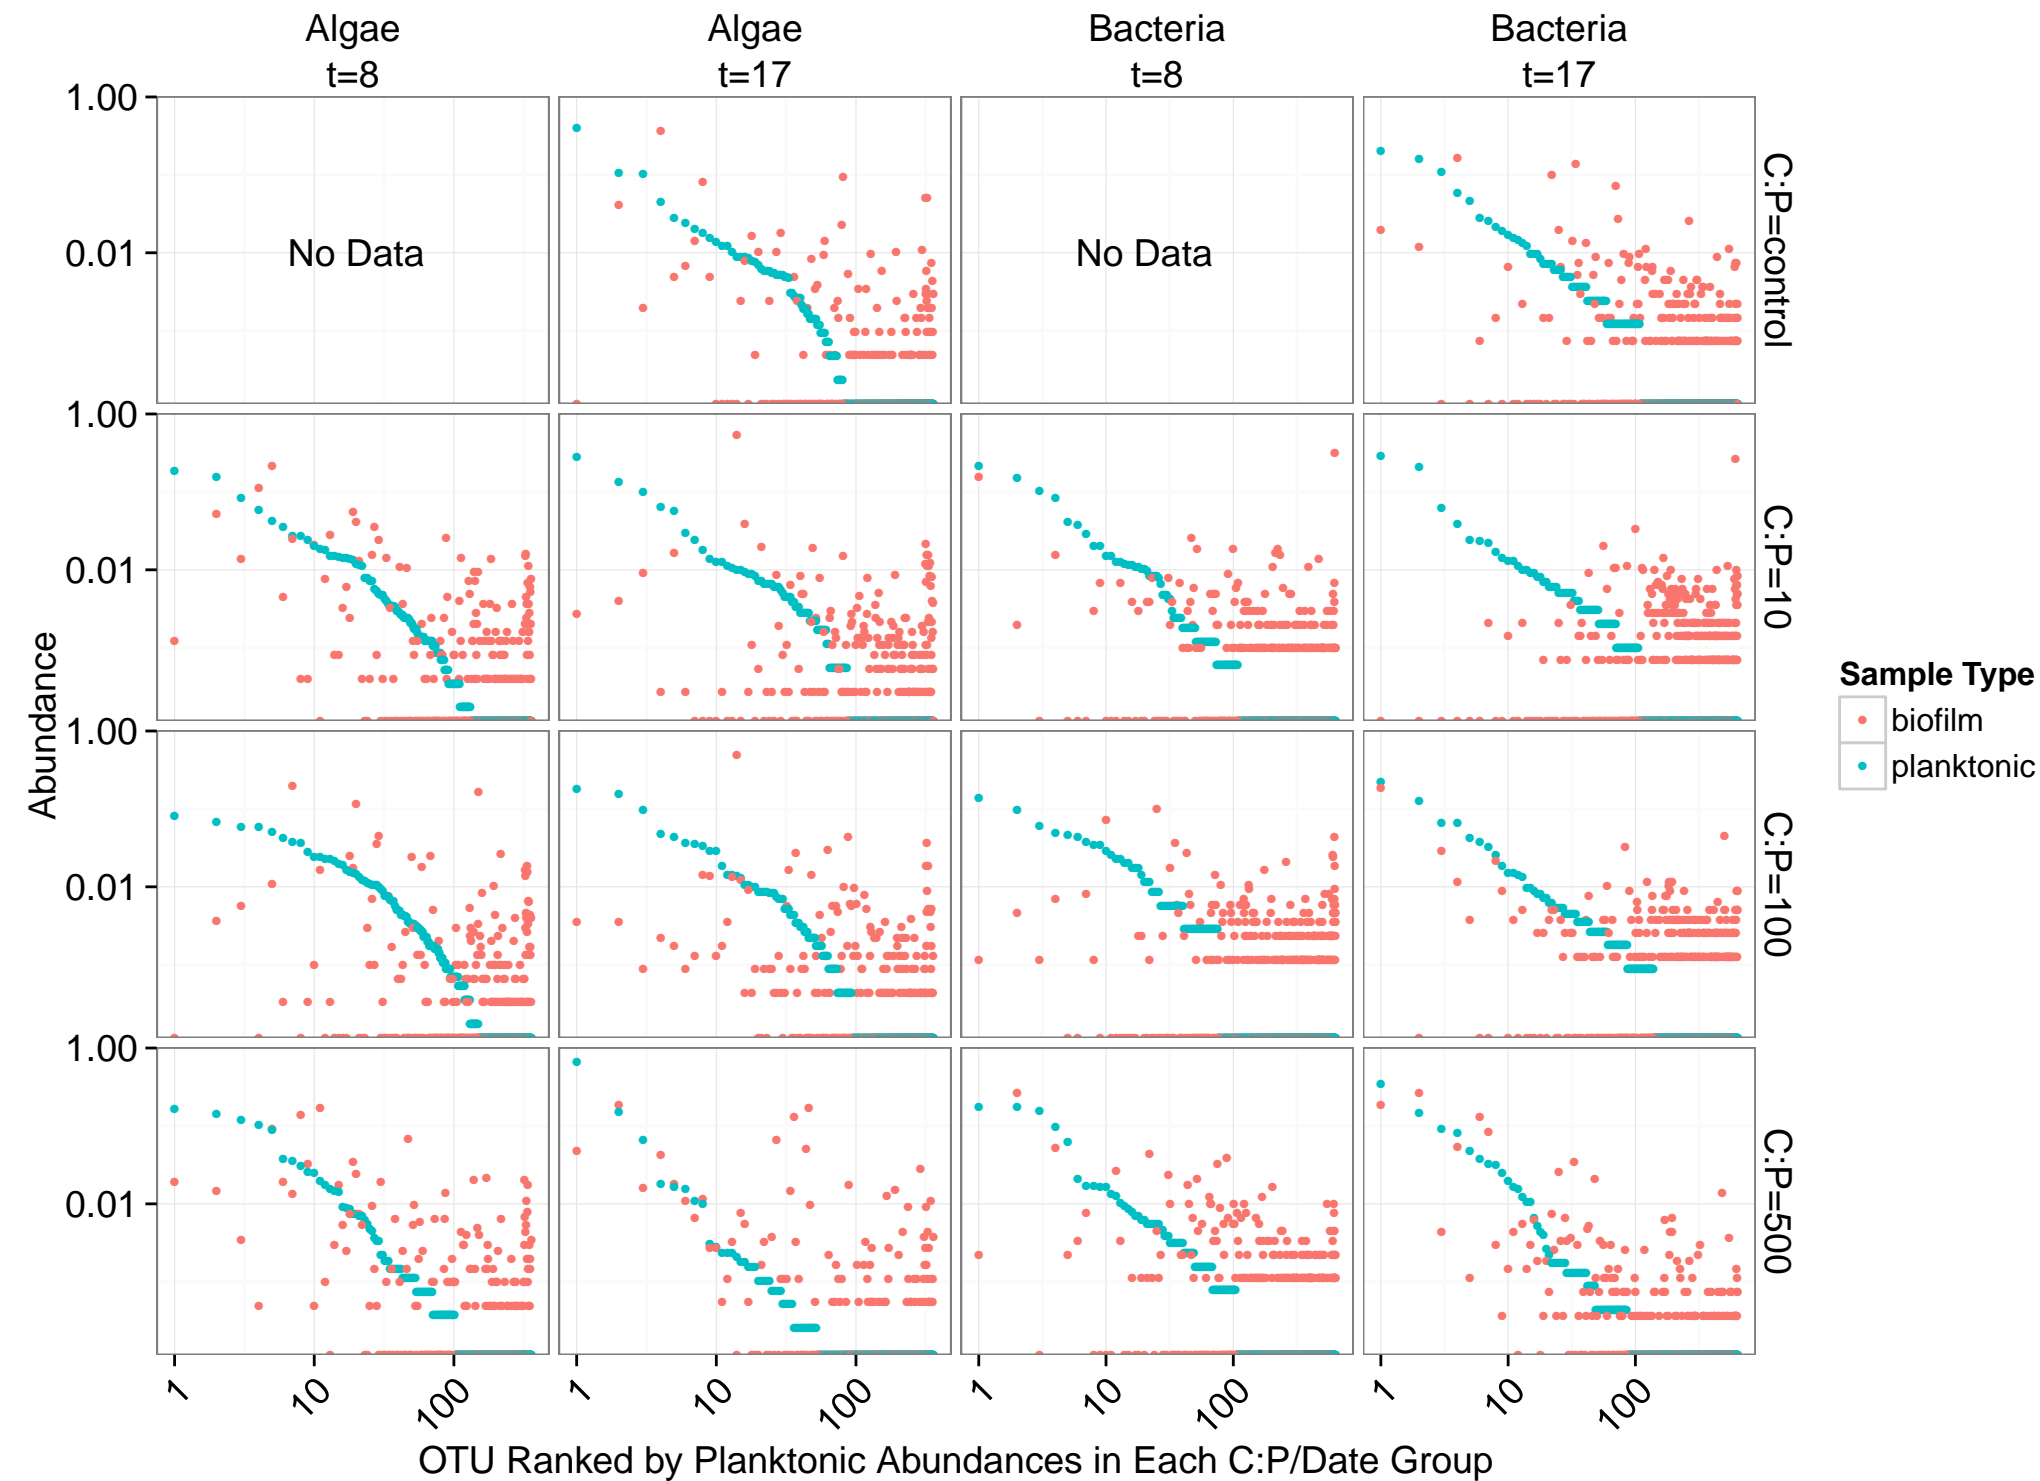 Algae
t=8
Algae
t=17
Bacteria
t=8
Bacteria
t=17
1.00
0.01
No Data
No Data
C:P=control
1.00
0.01
C:P=10
1.00
0.01
C:P=100
1.00
0.01
C:P=500
Abundance
1
10
100
1
10
100
1
10
100
1
10
100
OTU Ranked by Planktonic Abundances in Each C:P/Date Group
Sample Type
biofilm
planktonic